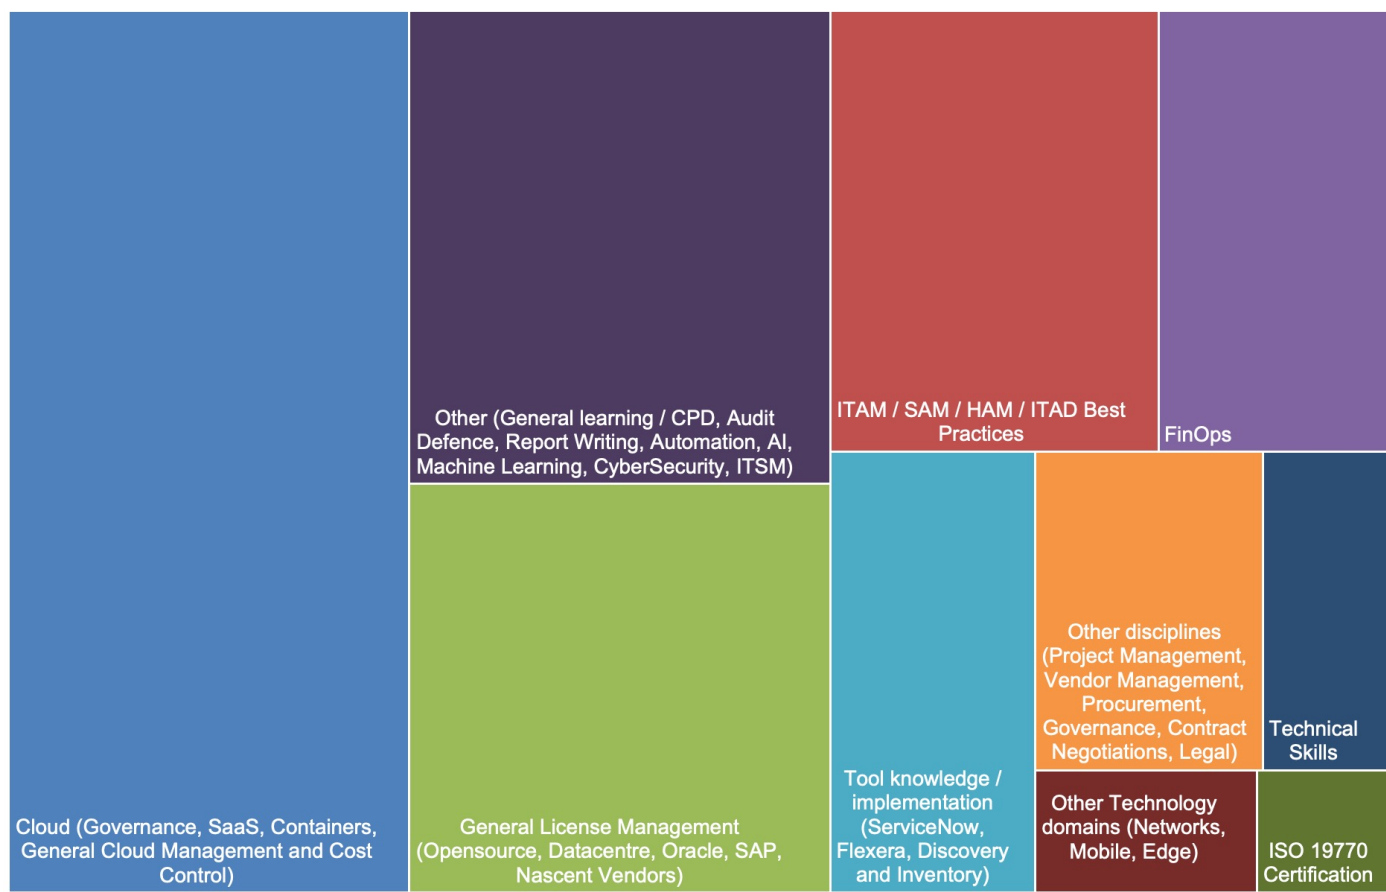 Cloud (Governance, SaaS, Containers,
General Cloud Management and Cost
Control)
Other (General learning / CPD, Audit
Defence, Report Writing, Automation, AI,
Machine Learning, CyberSecurity, ITSM)
General License Management
(Opensource, Datacentre, Oracle, SAP,
Nascent Vendors)
ITAM / SAM / HAM / ITAD Best
Practices
FinOps
Tool knowledge /
implementation
(ServiceNow,
Flexera, Discovery
and Inventory)
Other disciplines
(Project Management,
Vendor Management,
Procurement,
Governance, Contract
Negotiations, Legal)
Technical
Skills
Other Technology
domains (Networks,
Mobile, Edge)
ISO 19770
Certification